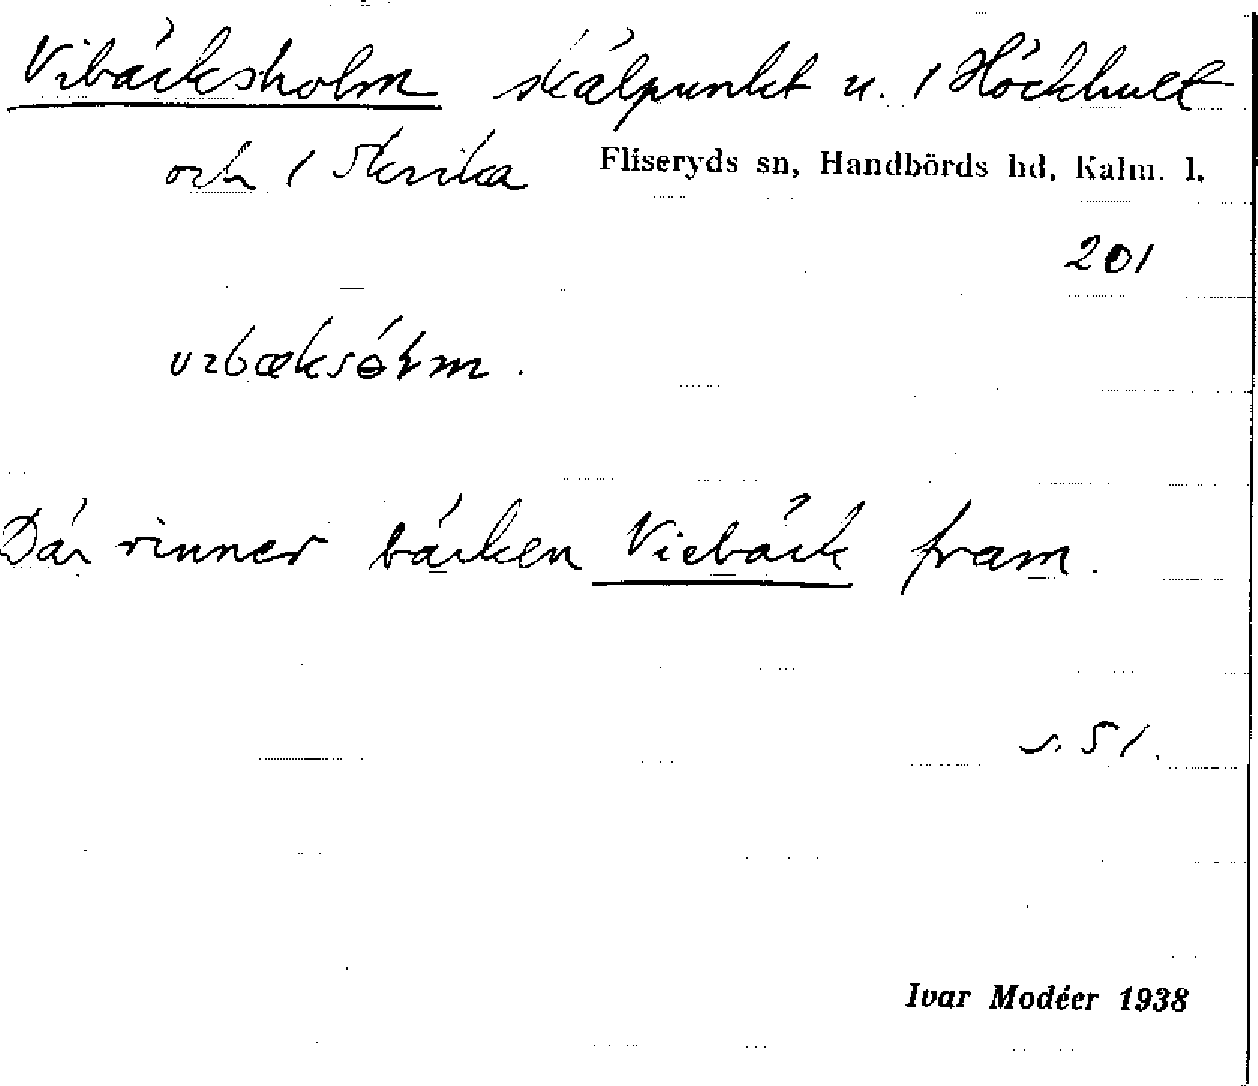 Vibäcksholm skälpunkt u. 1 Höckhult
och 1 Skrika Fliseryds sn, Handbörds hd, Kalm. l.
201
Där rinner bäcken Viebäck fram.
s. 51.
Ivar Modéer 1938